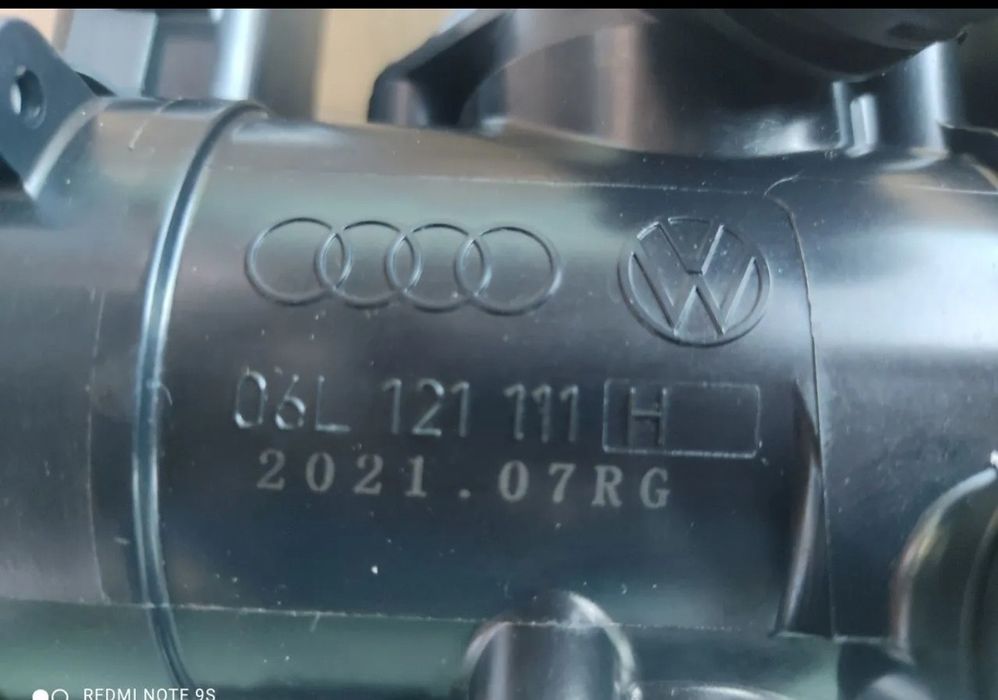 06L 121 111 H
2021.07RG
REDMI NOTE 9S